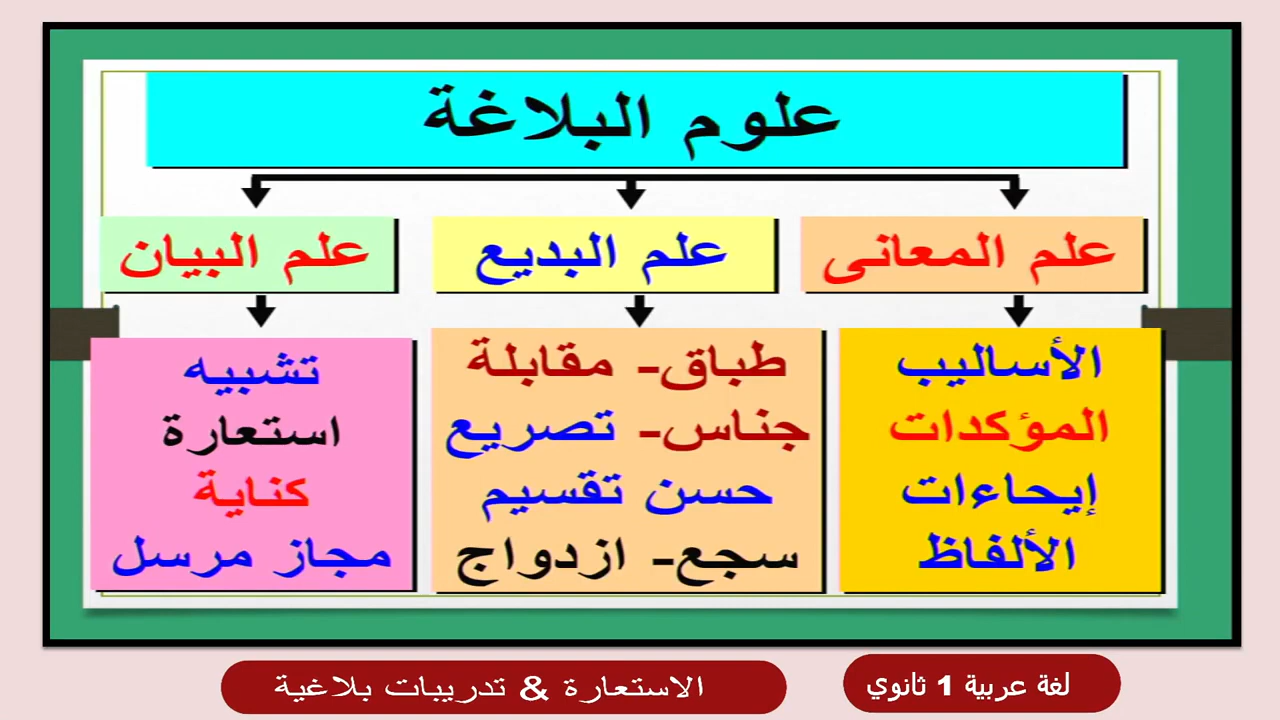 علوم البلاغة
علم المعانى
علم البديع
علم البيان
الأساليب
المؤكدات
إيحاءات
الألفاظ
طباق- مقابلة
جناس- تصريع
حسن تقسيم
سجع- ازدواج
تشبيه
استعارة
كناية
مجاز مرسل
لغة عربية 1 ثانوي
الاستعارة & تدريبات بلاغية